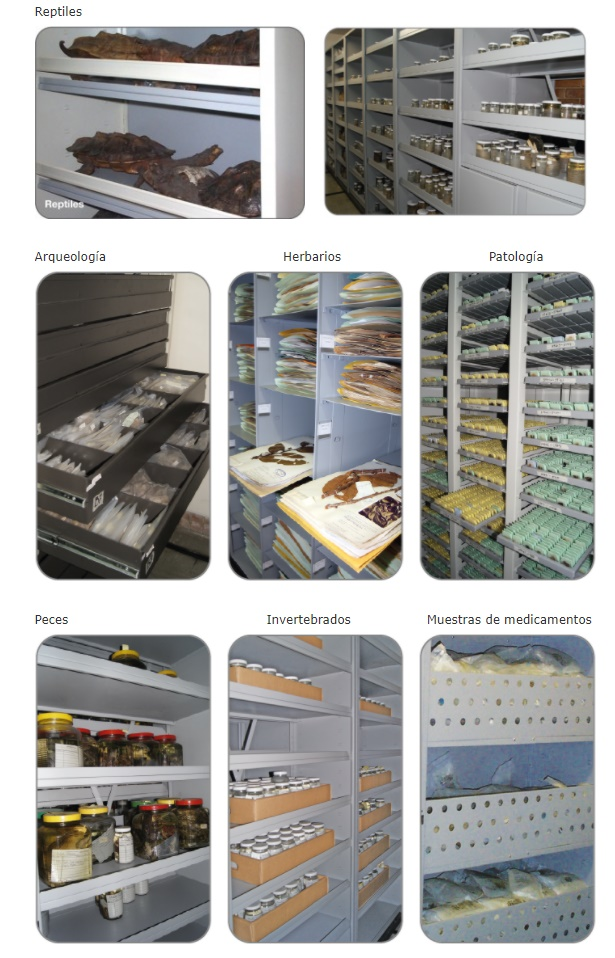 Reptiles
Reptiles
Arqueología
Herbarios
Patología
Peces
Invertebrados
Muestras de medicamentos